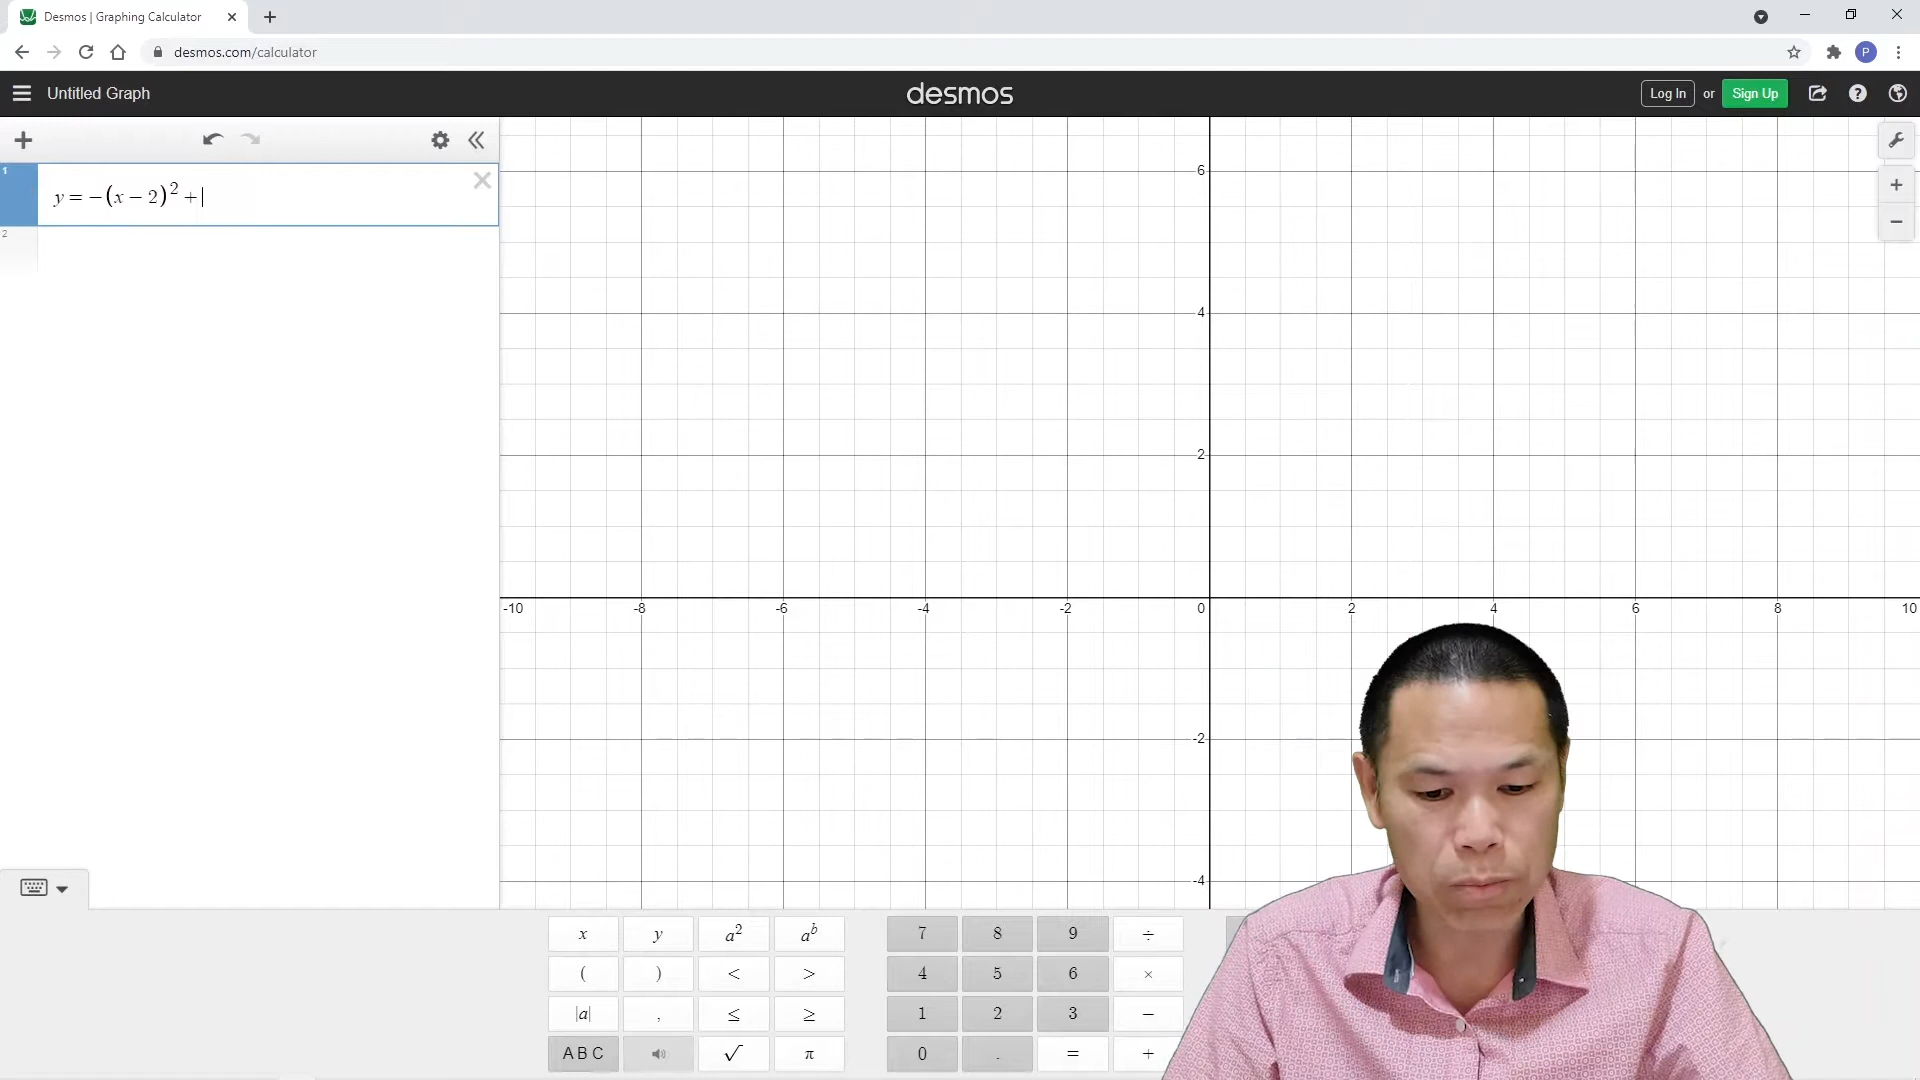 Desmos | Graphing Calculator
desmos.com/calculator
P
Untitled Graph
desmos
Log In or Sign Up
1
y = −(x − 2)² +
2
6
4
2
-10 -8 -6 -4 -2 0 2 4 6 8 10
-2
-4
x y a² aᵇ 7 8 9 ÷
( ) < > 4 5 6 ×
|a| , ≤ ≥ 1 2 3 −
A B C √ π 0 . = +